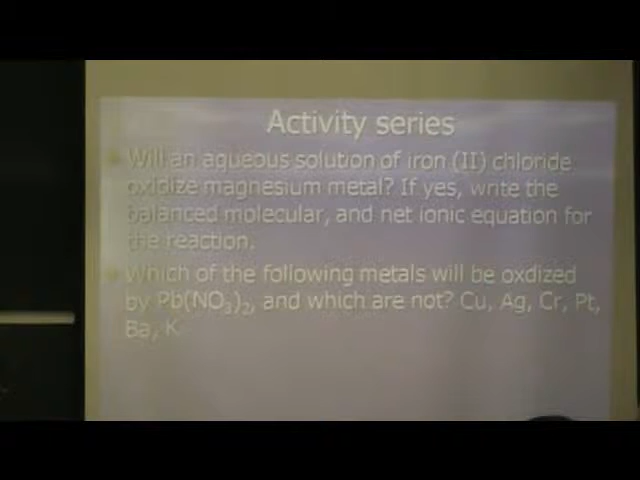 Activity series
Will an aqueous solution of iron (II) chloride
oxidize magnesium metal? If yes, write the
balanced molecular, and net ionic equation for
the reaction.
Which of the following metals will be oxdized
by Pb(NO₃)₂, and which are not? Cu, Ag, Cr, Pt,
Ba, K